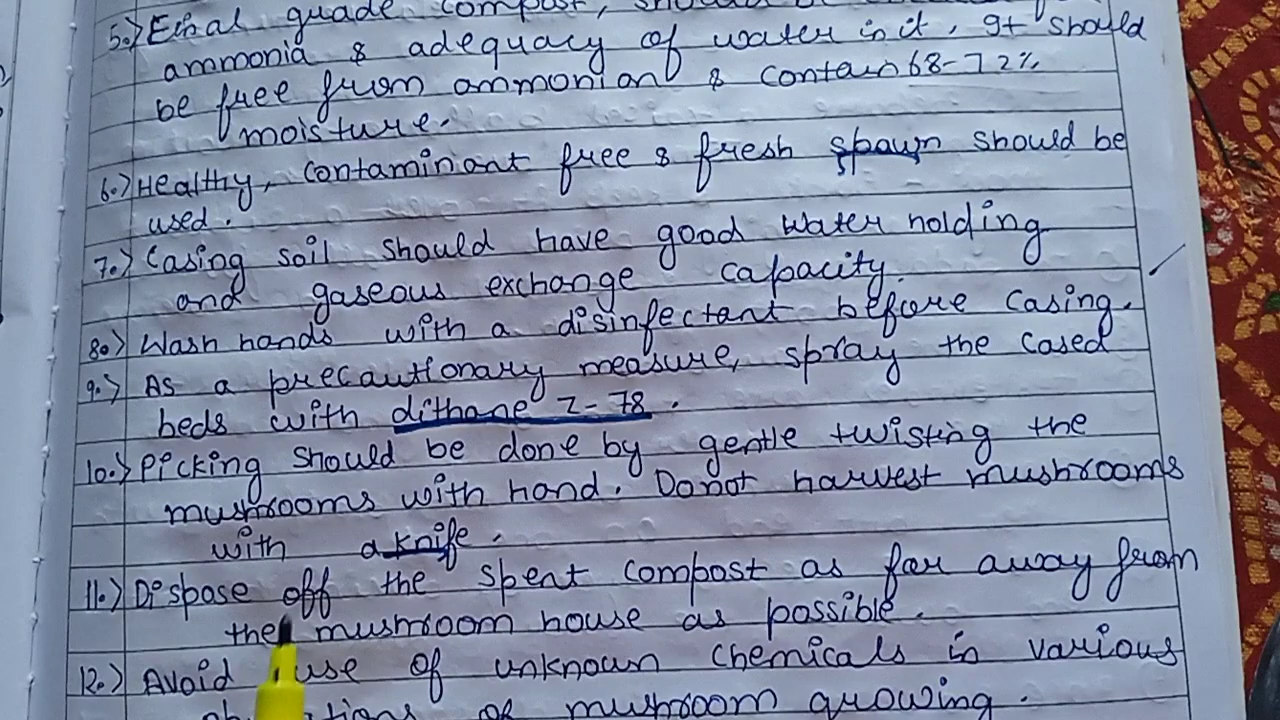 5.) Final grade compost, should be
ammonia & adequacy of water in it, It should
be free from ammonian & contain 68-72%
moisture.
6.) Healthy, contaminant free & fresh spawn should be
used.
7.) Casing soil should have good water holding
and gaseous exchange capacity.
8.) Wash hands with a disinfectant before casing.
9.) As a precautionary measure, spray the cased
beds with dithane Z-78.
10.) Picking should be done by gentle twisting the
mushrooms with hand. Donot harvest mushrooms
with a knife.
11.) Dispose off the spent compost as far away from
the mushroom house as possible.
12.) Avoid use of unknown chemicals in various
of mushroom growing.